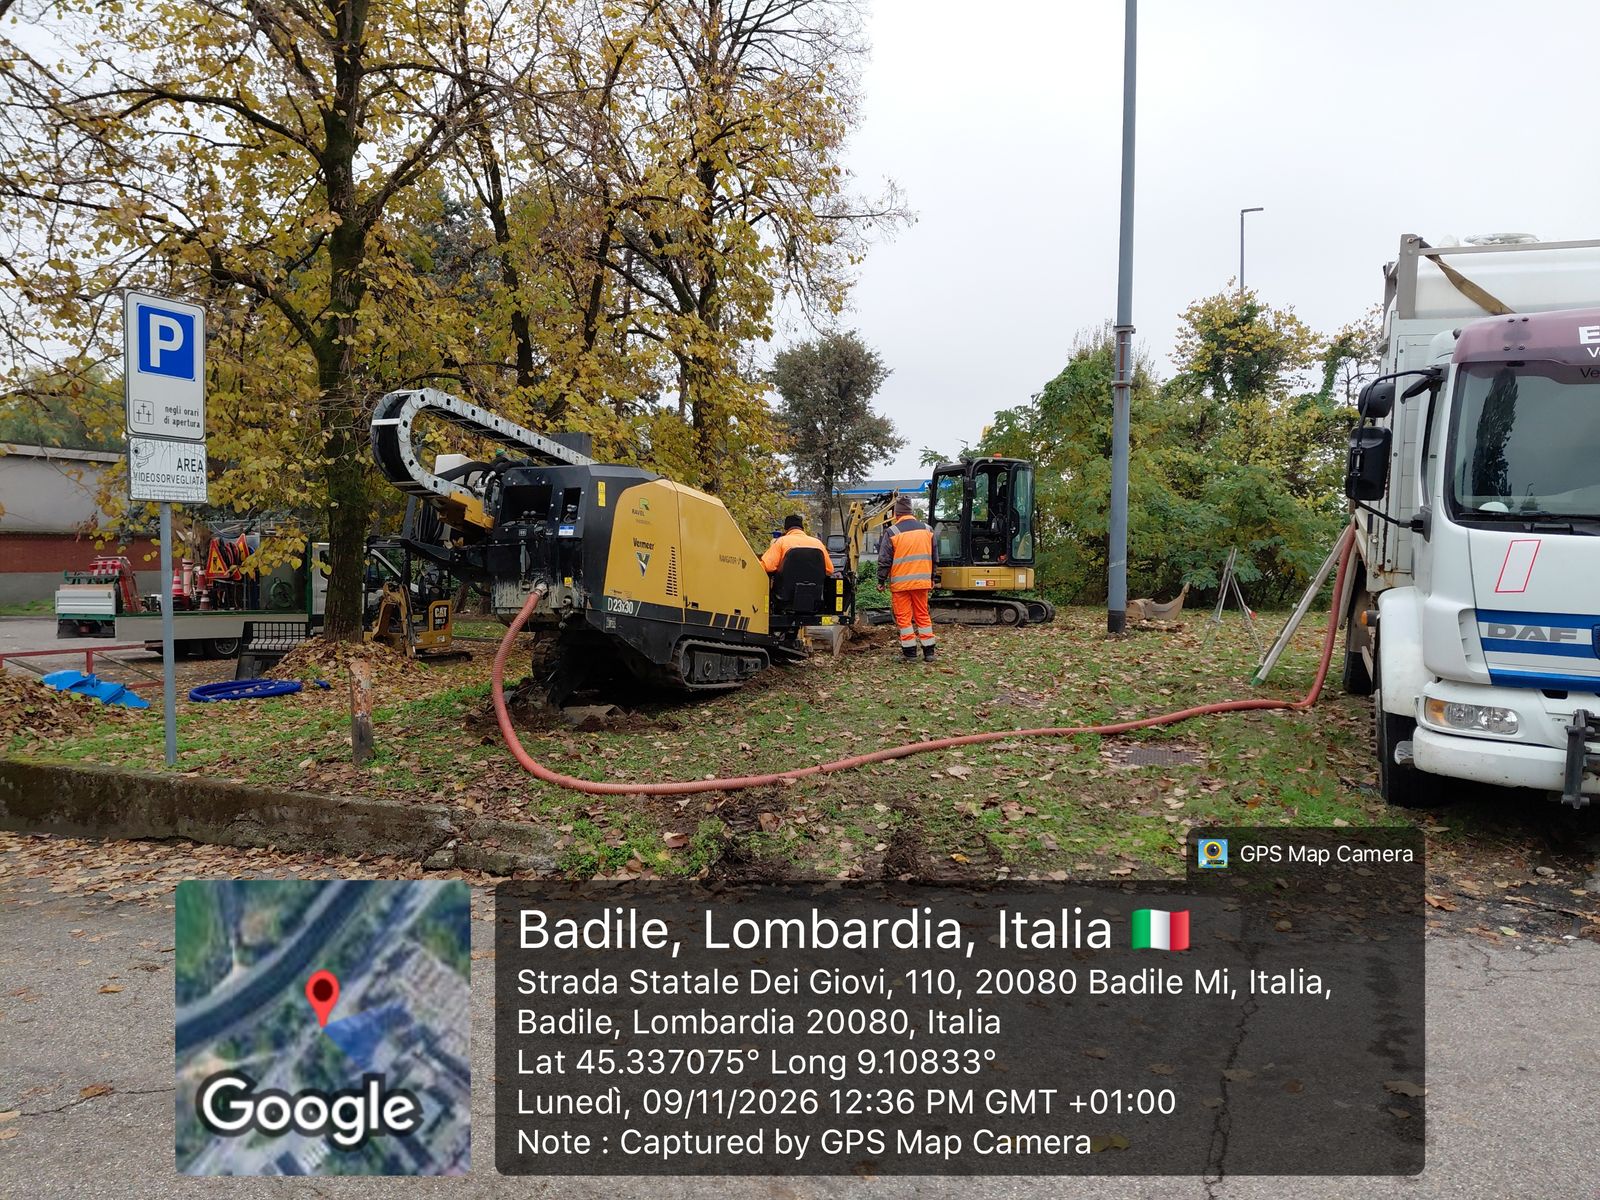 P
negli orari
di apertura
AREA
VIDEOSORVEGLIATA
RAVEL
Vermeer
NAVIGATOR
D23x30
CAT
DAF
GPS Map Camera
Badile, Lombardia, Italia
Strada Statale Dei Giovi, 110, 20080 Badile Mi, Italia,
Badile, Lombardia 20080, Italia
Lat 45.337075° Long 9.10833°
Lunedì, 09/11/2026 12:36 PM GMT +01:00
Note : Captured by GPS Map Camera
Google